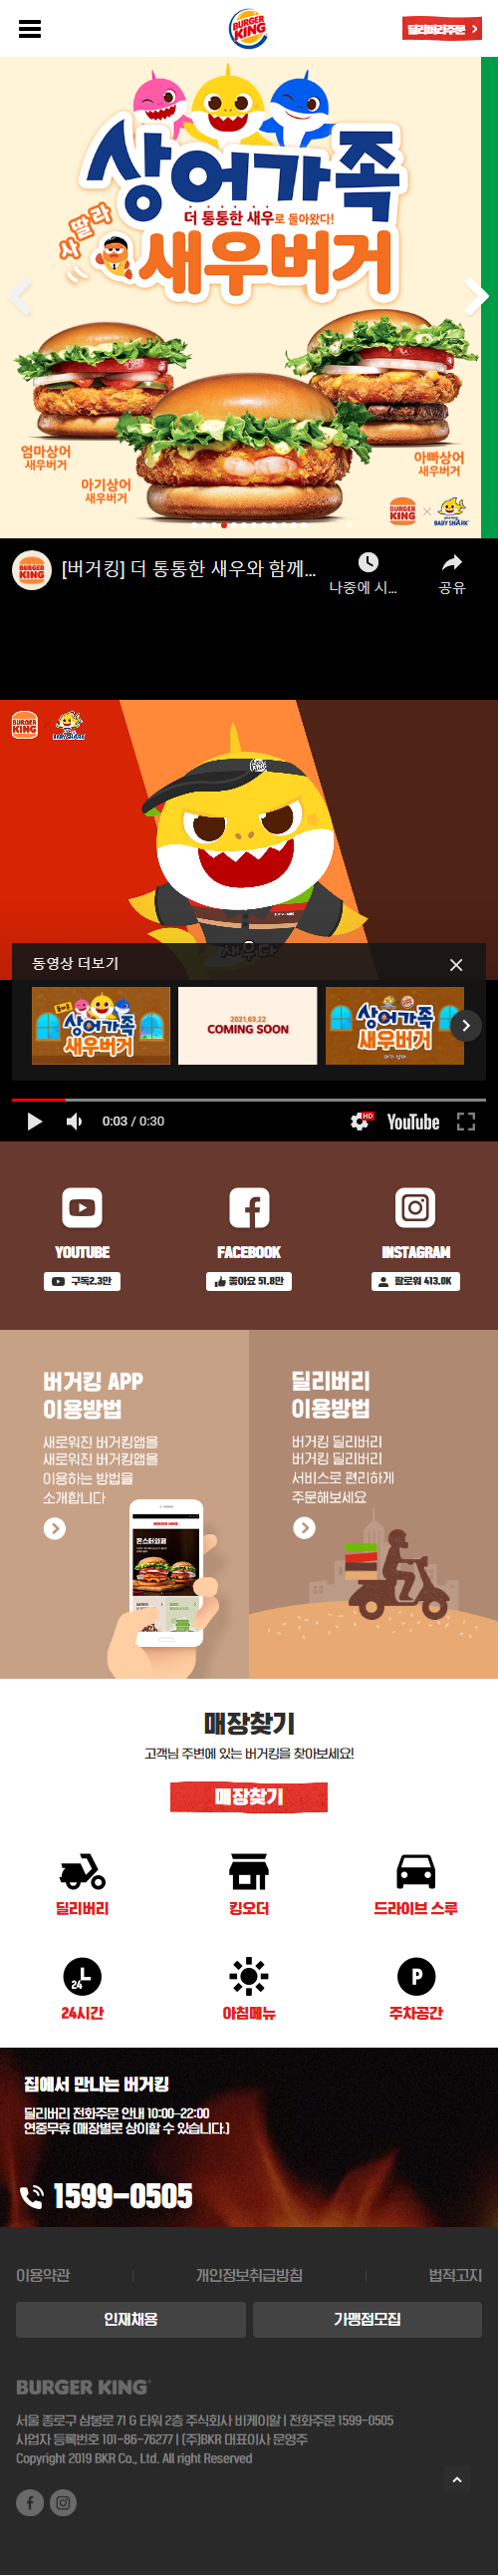 BURGER KING
딜리버리주문
상어가족
더 통통한 새우로 돌아왔다!
사딸라
새우버거
엄마상어
새우버거
아기상어
새우버거
아빠상어
새우버거
BURGER KING
BABY SHARK
BURGER KING
[버거킹] 더 통통한 새우와 함께...
나중에 시...
공유
BURGER KING
BABY SHARK
새우다
동영상 더보기
상어가족
새우버거
2021.03.22
COMING SOON
상어가족
새우버거
0:03 / 0:30
HD
YouTube
YOUTUBE
FACEBOOK
INSTAGRAM
구독2.3만
좋아요 51.8만
팔로워 413.0K
버거킹 APP
이용방법
새로워진 버거킹앱을
새로워진 버거킹앱을
이용하는 방법을
소개합니다
딜리버리
이용방법
버거킹 딜리버리
버거킹 딜리버리
서비스로 편리하게
주문해보세요
BURGER KING
몬스터와퍼
매장찾기
고객님 주변에 있는 버거킹을 찾아보세요!
매장찾기
딜리버리
킹오더
드라이브 스루
24
24시간
아침메뉴
P
주차공간
집에서 만나는 버거킹
딜리버리 전화주문 안내 10:00-22:00
연중무휴 (매장별로 상이할 수 있습니다.)
1599-0505
이용약관
개인정보취급방침
법적고지
인재채용
가맹점모집
BURGER KING
서울 종로구 삼봉로 71 G 타워 2층 주식회사 비케이알 | 전화주문 1599-0505
사업자 등록번호 101-86-76277 | (주)BKR 대표이사 문영주
Copyright 2019 BKR Co., Ltd. All right Reserved